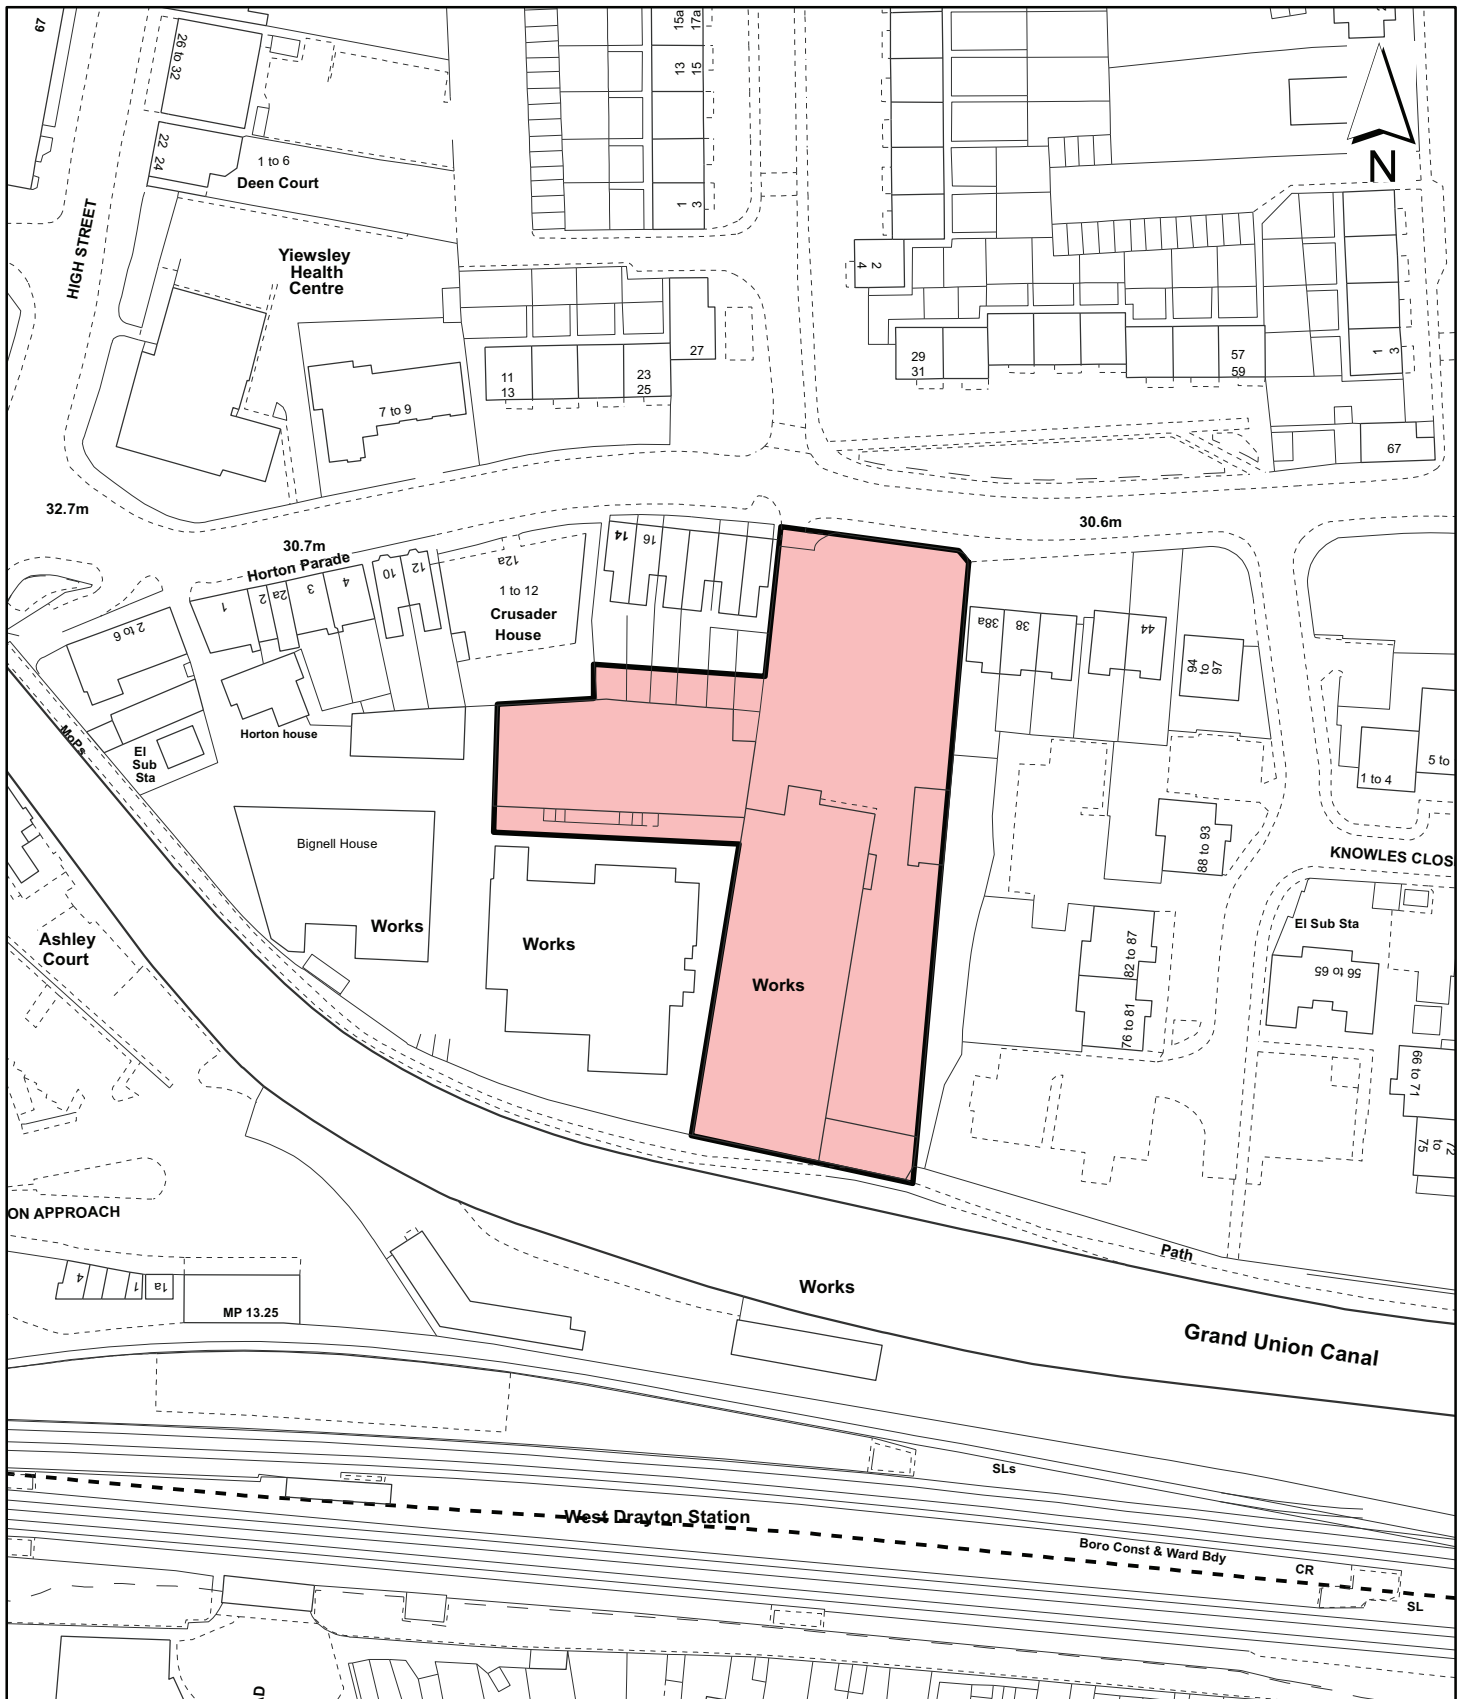 67
26 to 32
15a
17a
13
15
2
N
22
24
1 to 6
Deen Court
1
3
HIGH STREET
Yiewsley
Health
Centre
2
4
27
29
31
57
59
1
3
11
13
23
25
7 to 9
67
32.7m
30.7m
30.6m
Horton Parade
14
16
12a
1 to 12
Crusader
House
1
2
2a
3
4
10
12
2 to 6
38a
38
44
94
to
97
Horton house
MoPs
El
Sub
Sta
1 to 4
5 to
Bignell House
88 to 93
KNOWLES CLOS
Works
Works
Ashley
Court
El Sub Sta
82 to 87
56 to 65
Works
76 to 81
66 to 71
72
to
75
ON APPROACH
Path
4
1
1a
MP 13.25
Works
Grand Union Canal
SLs
West Drayton Station
Boro Const & Ward Bdy
CR
SL
AD